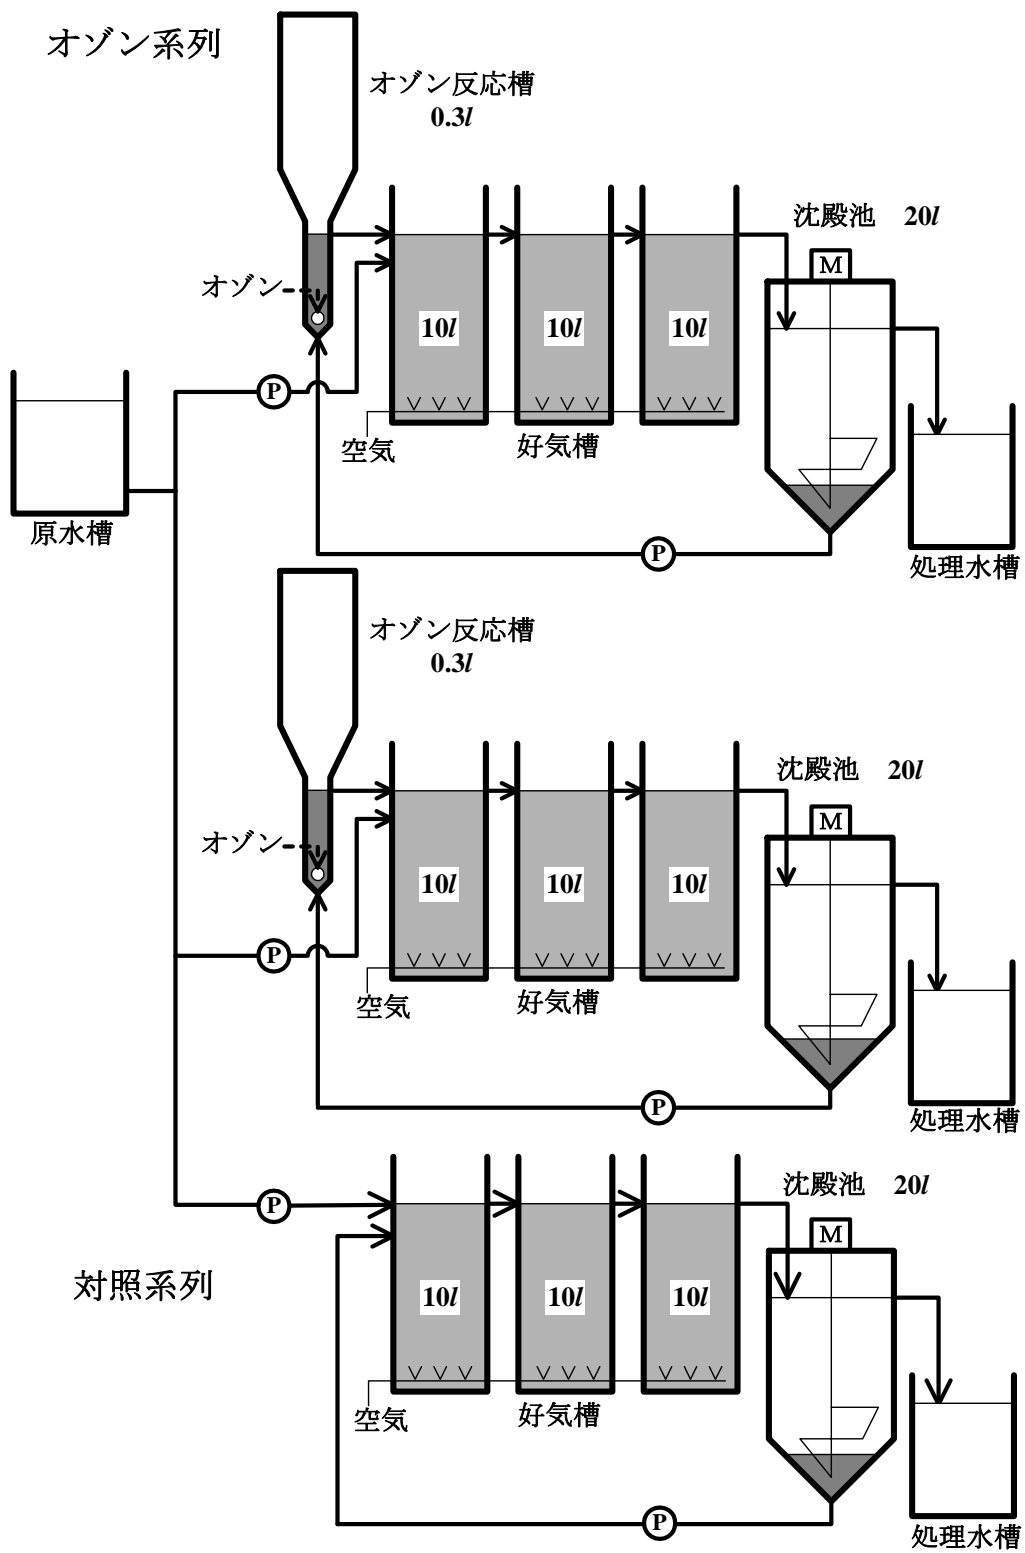 オゾン系列
オゾン反応槽
0.3l
沈殿池 20l
M
オゾン
10l 10l 10l
P
空気
好気槽
原水槽
P
処理水槽
オゾン反応槽
0.3l
沈殿池 20l
M
オゾン
10l 10l 10l
P
空気
好気槽
P
処理水槽
沈殿池 20l
P
M
対照系列
10l 10l 10l
空気
好気槽
P
処理水槽